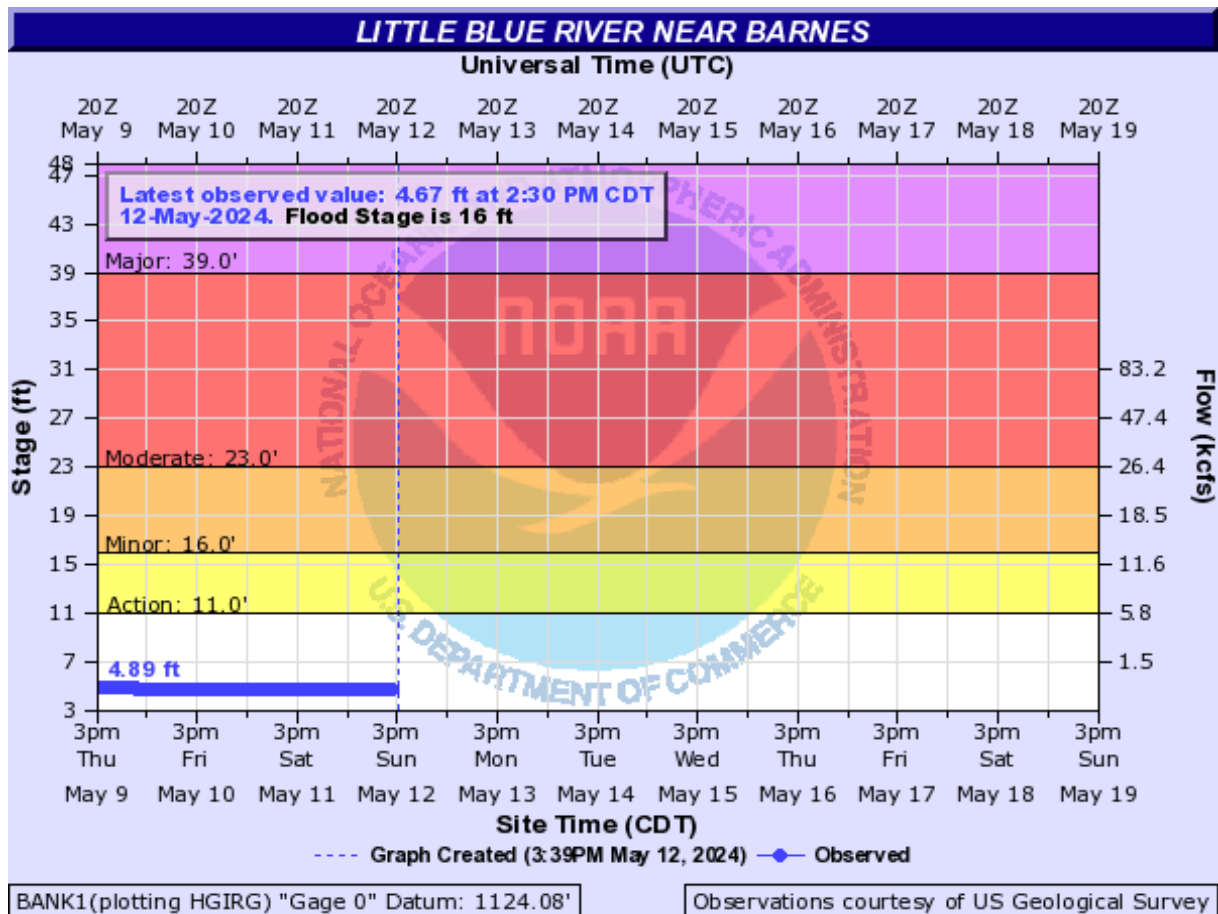 LITTLE BLUE RIVER NEAR BARNES
Universal Time (UTC)
20Z 20Z 20Z 20Z 20Z 20Z 20Z 20Z 20Z 20Z 20Z
May 9 May 10 May 11 May 12 May 13 May 14 May 15 May 16 May 17 May 18 May 19
Latest observed value: 4.67 ft at 2:30 PM CDT
12-May-2024. Flood Stage is 16 ft
48
47
43
Major: 39.0'
39
35
31 83.2
27 47.4
Moderate: 23.0'
23 26.4
19 18.5
Minor: 16.0'
15 11.6
Action: 11.0'
11 5.8
7 1.5
4.89 ft
3
Stage (ft)
Flow (kcfs)
NATIONAL OCEANIC AND ATMOSPHERIC ADMINISTRATION
NOAA
U.S. DEPARTMENT OF COMMERCE
3pm 3pm 3pm 3pm 3pm 3pm 3pm 3pm 3pm 3pm 3pm
Thu Fri Sat Sun Mon Tue Wed Thu Fri Sat Sun
May 9 May 10 May 11 May 12 May 13 May 14 May 15 May 16 May 17 May 18 May 19
Site Time (CDT)
Graph Created (3:39PM May 12, 2024) Observed
BANK1(plotting HGIRG) "Gage 0" Datum: 1124.08'
Observations courtesy of US Geological Survey